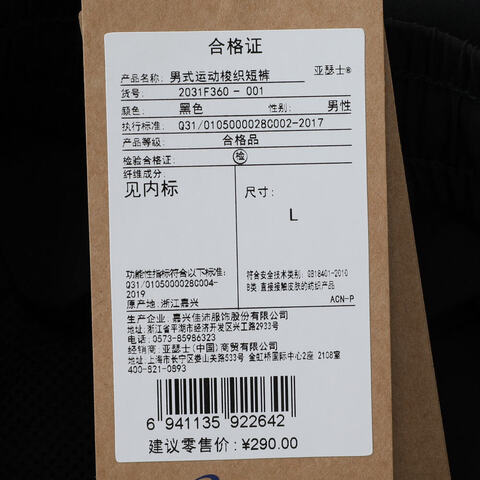 合格证
产品名称: 男式运动梭织短裤 亚瑟士®
货号: 2031F360-001
颜色: 黑色 性别: 男性
执行标准: Q31/0105000028C002-2017
产品等级: 合格品
检验合格证: 检
纤维成分:
见内标
尺寸:
L
功能性指标符合以下标准:
Q31/01050000028C004-
2019
原产地: 浙江嘉兴
符合安全技术类别: GB18401-2010
B类 直接接触皮肤的纺织产品
ACN-P
生产企业: 嘉兴佳沛服饰股份有限公司
地址:浙江省平湖市经济开发区兴工路2933号
电话: 0573-85986323
经销商: 亚瑟士(中国)商贸有限公司
地址:上海市长宁区娄山关路533号 金虹桥国际中心2座 2108室
400-521-0893
6 941135 922642
建议零售价: ¥290.00